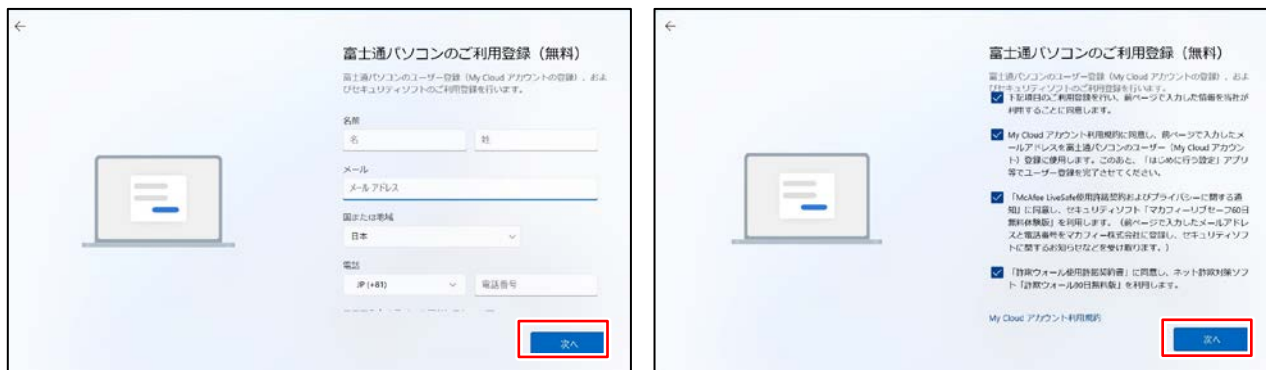 富士通パソコンのご利用登録（無料）
富士通パソコンのユーザー登録（My Cloud アカウントの登録）、およ
びセキュリティソフトのご利用登録を行います。
名前
名
姓
メール
メール アドレス
国または地域
日本
電話
JP (+81)
電話番号
次へ
富士通パソコンのご利用登録（無料）
富士通パソコンのユーザー登録（My Cloud アカウントの登録）、およ
びセキュリティソフトのご利用登録を行います。
下記項目のご利用登録を行い、前ページで入力した情報を当社が
利用することに同意します。
My Cloud アカウント利用規約に同意し、前ページで入力したメ
ールアドレスを富士通パソコンのユーザー（My Cloud アカウン
ト）登録に使用します。このあと、「はじめに行う設定」アプリ
等でユーザー登録を完了させてください。
「McAfee LiveSafe使用許諾契約およびプライバシーに関する通
知」に同意し、セキュリティソフト「マカフィーリブセーフ60日
無料体験版」を利用します。（前ページで入力したメールアドレ
スと電話番号をマカフィー株式会社に登録し、セキュリティソフ
トに関するお知らせなどを受け取ります。）
「詐欺ウォール使用許諾契約書」に同意し、ネット詐欺対策ソフ
ト「詐欺ウォール90日無料版」を利用します。
My Cloud アカウント利用規約
次へ